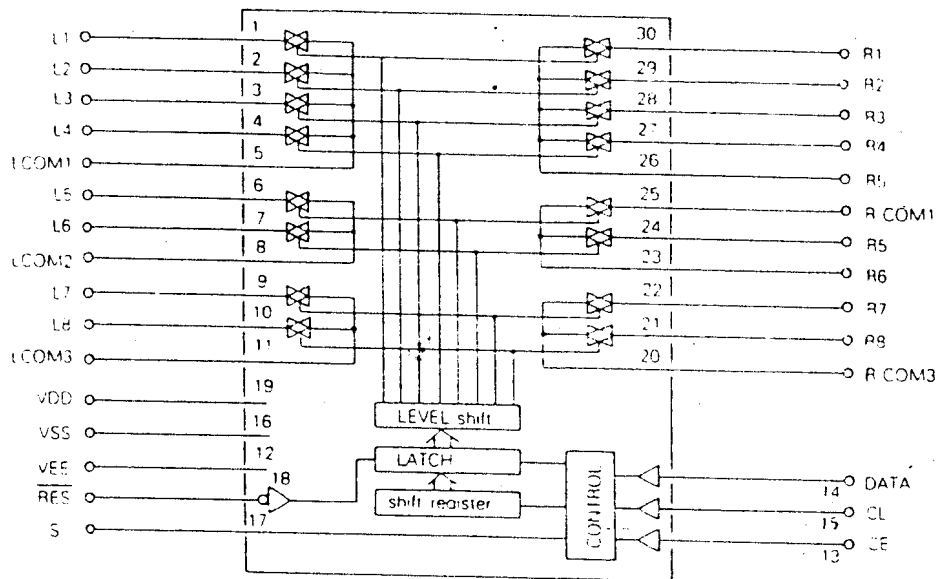 L1
1
L2
2
L3
3
L4
4
LCOM1
5
L5
6
L6
7
LCOM2
8
L7
9
L8
10
LCOM3
11
VDD
19
VSS
16
VEE
12
RES
18
S
17
30
R1
29
R2
28
R3
27
R4
26
R5
25
R COM1
24
R5
23
R6
22
R7
21
R8
20
R COM3
LEVEL shift
LATCH
shift register
CONTROL
14
DATA
15
CL
13
CE